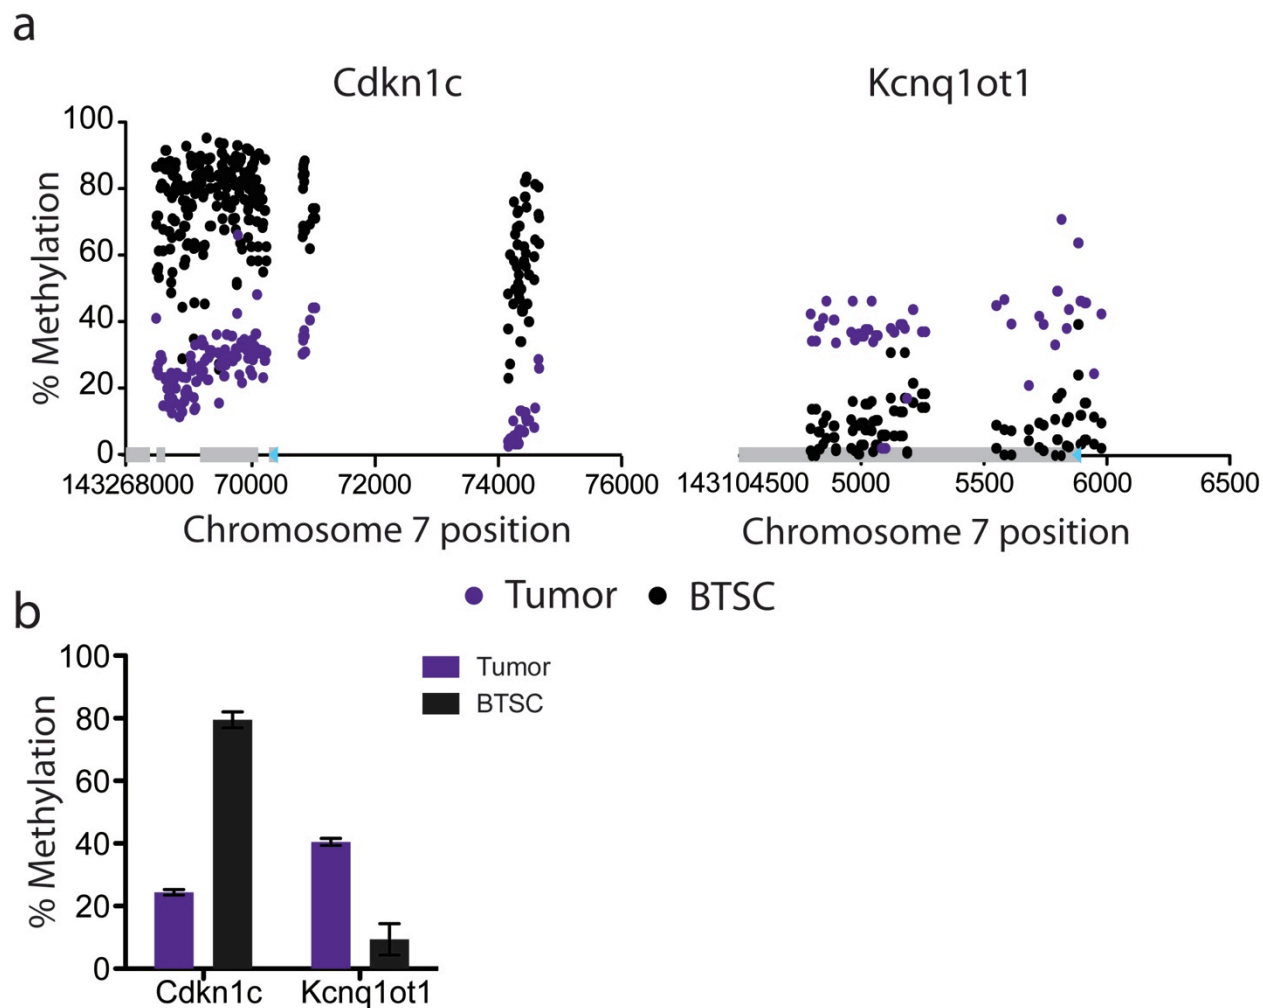 a
Cdkn1c
Kcnq1ot1
% Methylation
100
80
60
40
20
0
143268000 70000 72000 74000 76000
143104500 5000 5500 6000 6500
Chromosome 7 position
Chromosome 7 position
Tumor BTSC
b
% Methylation
100
80
60
40
20
0
Tumor
BTSC
Cdkn1c Kcnq1ot1